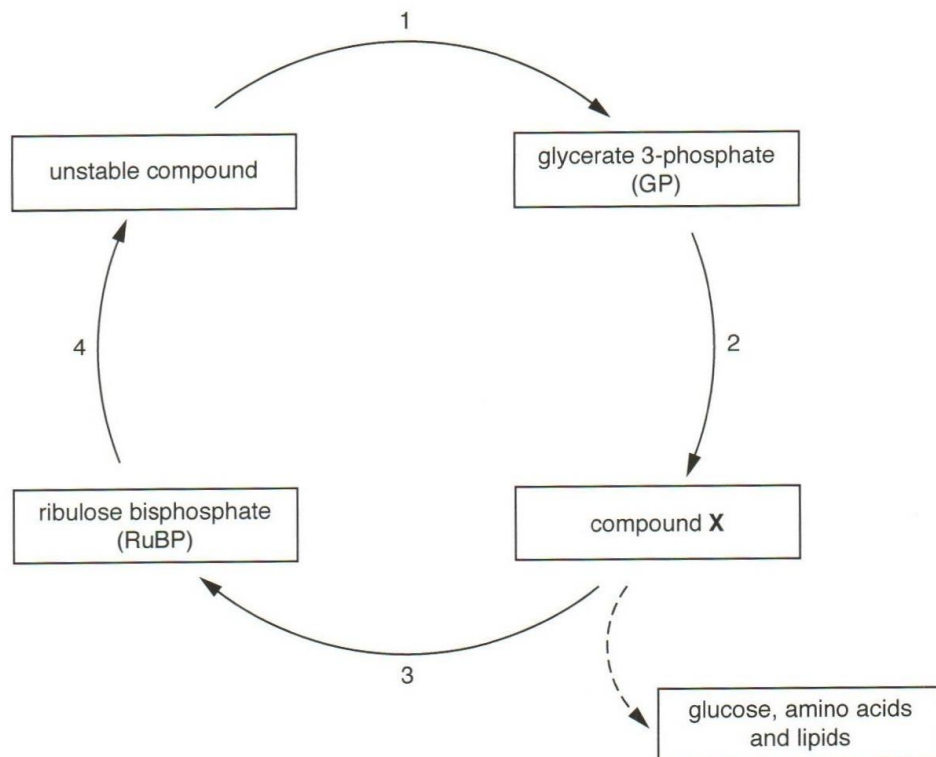 1
unstable compound
glycerate 3-phosphate
(GP)
4
2
ribulose bisphosphate
(RuBP)
compound X
3
glucose, amino acids
and lipids